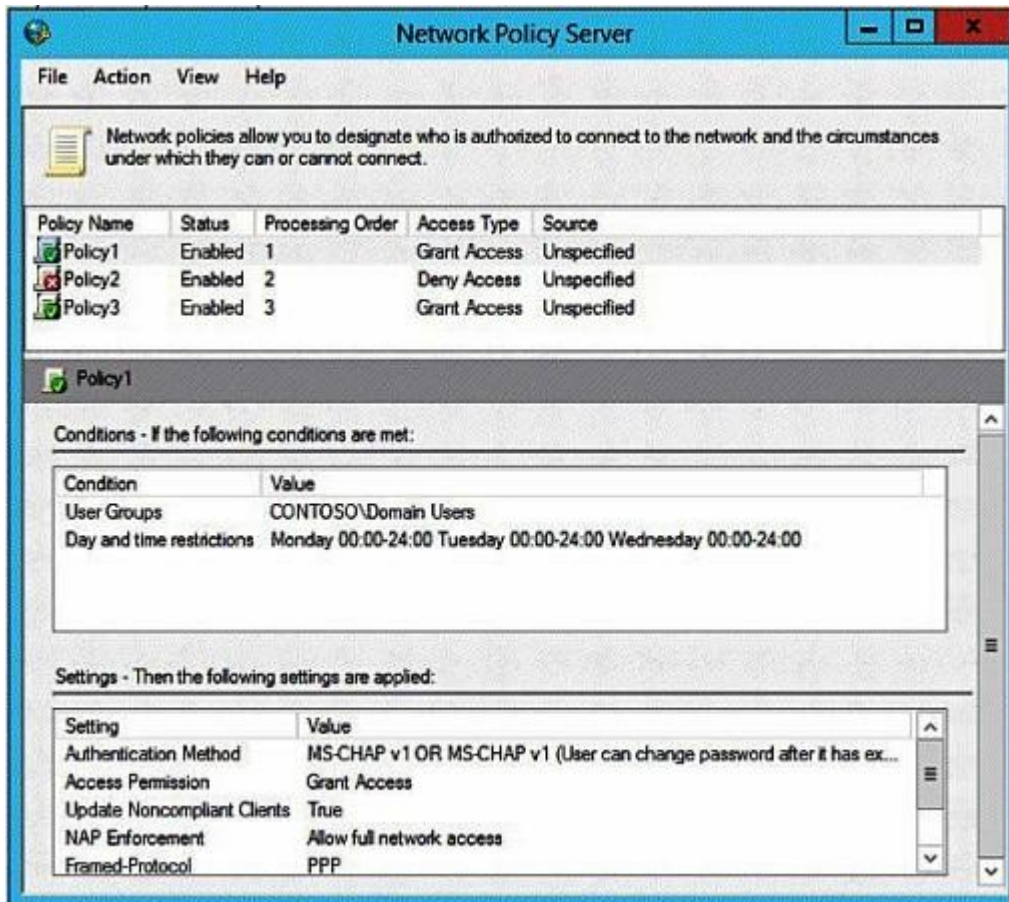 Network Policy Server
File Action View Help
Network policies allow you to designate who is authorized to connect to the network and the circumstances
under which they can or cannot connect.
Policy Name Status Processing Order Access Type Source
Policy1 Enabled 1 Grant Access Unspecified
Policy2 Enabled 2 Deny Access Unspecified
Policy3 Enabled 3 Grant Access Unspecified
Policy1
Conditions - If the following conditions are met:
Condition Value
User Groups CONTOSO\Domain Users
Day and time restrictions Monday 00:00-24:00 Tuesday 00:00-24:00 Wednesday 00:00-24:00
Settings - Then the following settings are applied:
Setting Value
Authentication Method MS-CHAP v1 OR MS-CHAP v1 (User can change password after it has ex...
Access Permission Grant Access
Update Noncompliant Clients True
NAP Enforcement Allow full network access
Framed-Protocol PPP